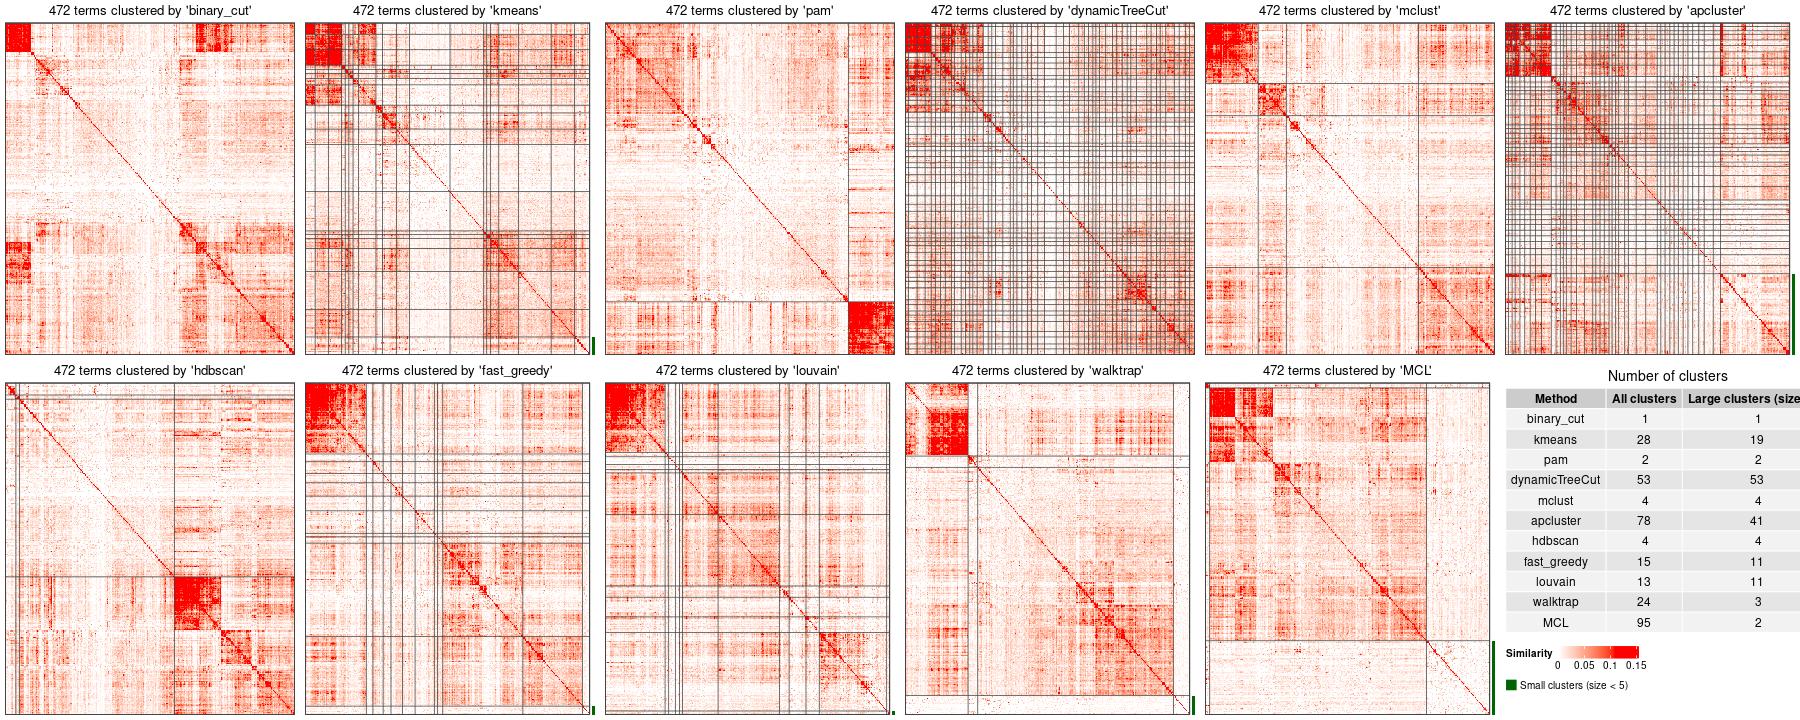 472 terms clustered by 'binary_cut'
472 terms clustered by 'kmeans'
472 terms clustered by 'pam'
472 terms clustered by 'dynamicTreeCut'
472 terms clustered by 'mclust'
472 terms clustered by 'apcluster'
472 terms clustered by 'hdbscan'
472 terms clustered by 'fast_greedy'
472 terms clustered by 'louvain'
472 terms clustered by 'walktrap'
472 terms clustered by 'MCL'
Number of clusters
Method All clusters Large clusters (size
binary_cut 1 1
kmeans 28 19
pam 2 2
dynamicTreeCut 53 53
mclust 4 4
apcluster 78 41
hdbscan 4 4
fast_greedy 15 11
louvain 13 11
walktrap 24 3
MCL 95 2
Similarity
0 0.05 0.1 0.15
Small clusters (size < 5)